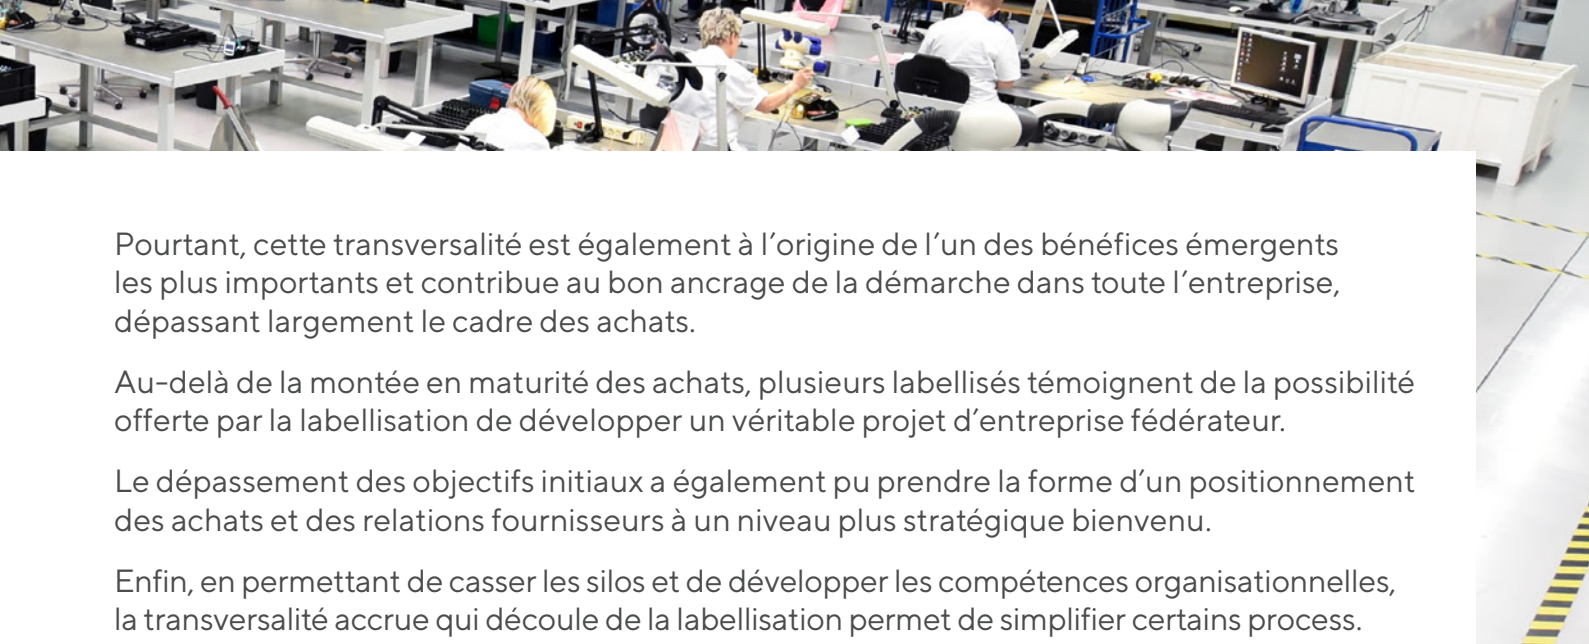 Pourtant, cette transversalité est également à l’origine de l’un des bénéfices émergents
les plus importants et contribue au bon ancrage de la démarche dans toute l’entreprise,
dépassant largement le cadre des achats.
Au-delà de la montée en maturité des achats, plusieurs labellisés témoignent de la possibilité
offerte par la labellisation de développer un véritable projet d’entreprise fédérateur.
Le dépassement des objectifs initiaux a également pu prendre la forme d’un positionnement
des achats et des relations fournisseurs à un niveau plus stratégique bienvenu.
Enfin, en permettant de casser les silos et de développer les compétences organisationnelles,
la transversalité accrue qui découle de la labellisation permet de simplifier certains process.